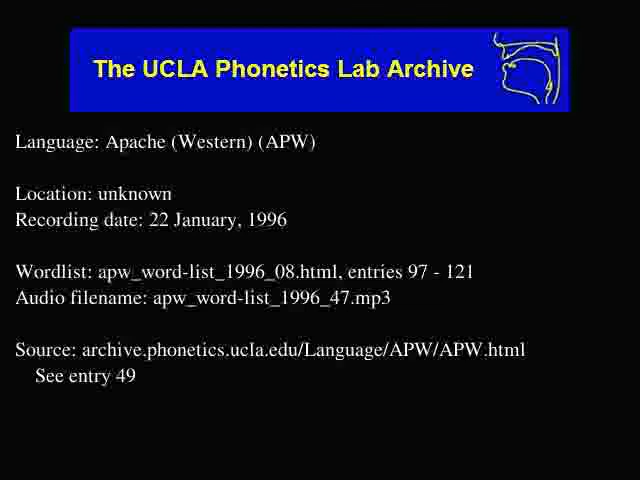 The UCLA Phonetics Lab Archive
Language: Apache (Western) (APW)
Location: unknown
Recording date: 22 January, 1996
Wordlist: apw_word-list_1996_08.html, entries 97 - 121
Audio filename: apw_word-list_1996_47.mp3
Source: archive.phonetics.ucla.edu/Language/APW/APW.html
See entry 49